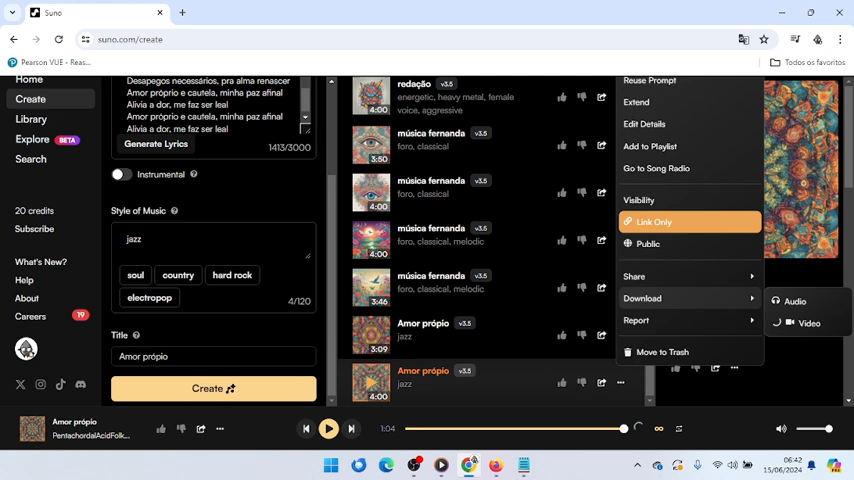 Suno
suno.com/create
Pearson VUE - Reas...
Todos os favoritos
Home
Create
Library
Explore BETA
Search
20 credits
Subscribe
What's New?
Help
About
Careers 19
Desapegos necessários, pra alma renascer
Amor próprio e cautela, minha paz afinal
Alivia a dor, me faz ser leal
Amor próprio e cautela, minha paz afinal
Alivia a dor, me faz ser leal
Generate Lyrics
1413/3000
Instrumental
Style of Music
jazz
soul country hard rock
electropop
4/120
Title
Amor própio
Create
redação v3.5
energetic, heavy metal, female
voice, aggressive
4:00
música fernanda v3.5
foro, classical
3:50
música fernanda v3.5
foro, classical
4:00
música fernanda v3.5
foro, classical, melodic
4:00
música fernanda v3.5
foro, classical, melodic
3:46
Amor própio v3.5
jazz
3:09
Amor própio v3.5
jazz
4:00
Reuse Prompt
Extend
Edit Details
Add to Playlist
Go to Song Radio
Visibility
Link Only
Public
Share
Download
Report
Move to Trash
Audio
Video
Amor própio
PentachordalAcidFolk...
1:04
4:00
06:42
15/06/2024